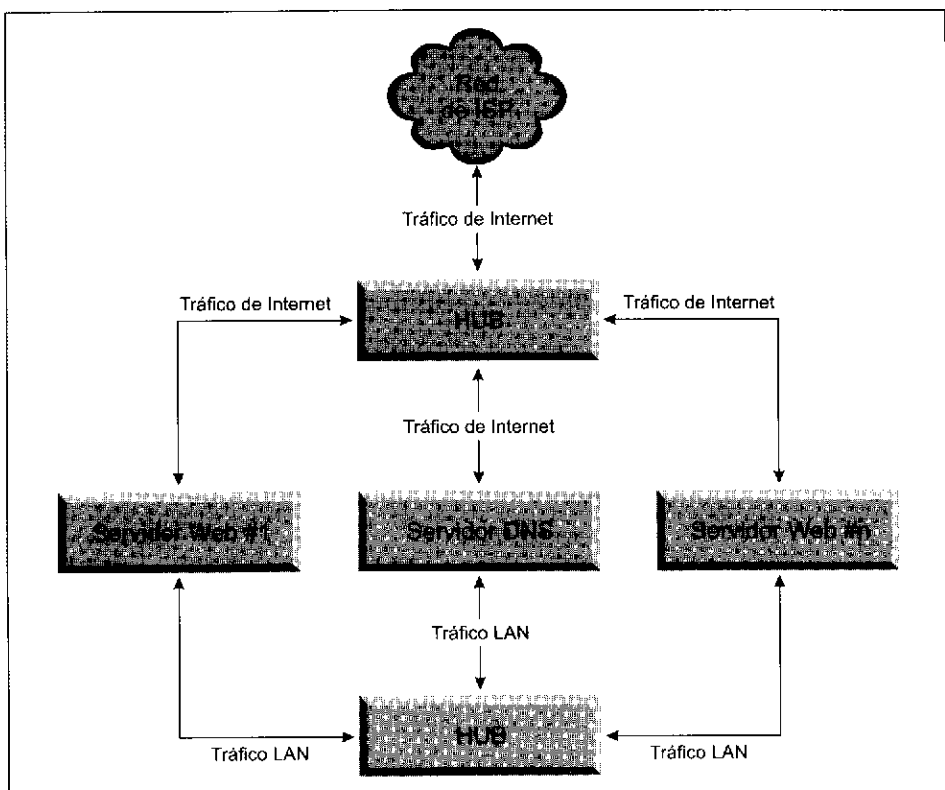 Red
de ISP
Tráfico de Internet
Tráfico de Internet
Tráfico de Internet
HUB
Tráfico de Internet
Servidor Web #1
Servidor DNS
Servidor Web #n
Tráfico LAN
HUB
Tráfico LAN
Tráfico LAN